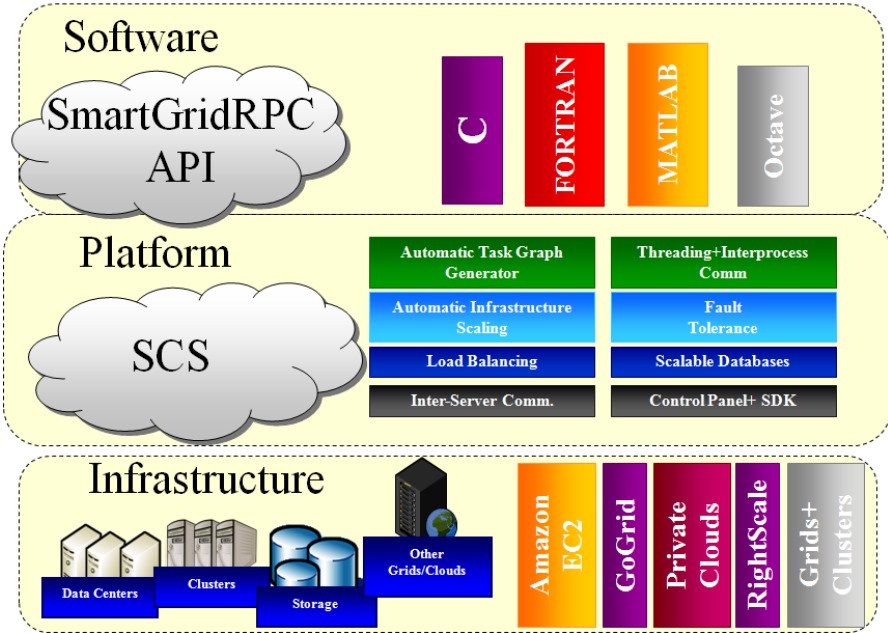 Software
SmartGridRPC
API
C
FORTRAN
MATLAB
Octave
Platform
SCS
Automatic Task Graph
Generator
Threading+Interprocess
Comm
Automatic Infrastructure
Scaling
Fault
Tolerance
Load Balancing
Scalable Databases
Inter-Server Comm.
Control Panel+ SDK
Infrastructure
Data Centers
Clusters
Storage
Other
Grids/Clouds
Amazon
EC2
GoGrid
Private
Clouds
RightScale
Grids+
Clusters